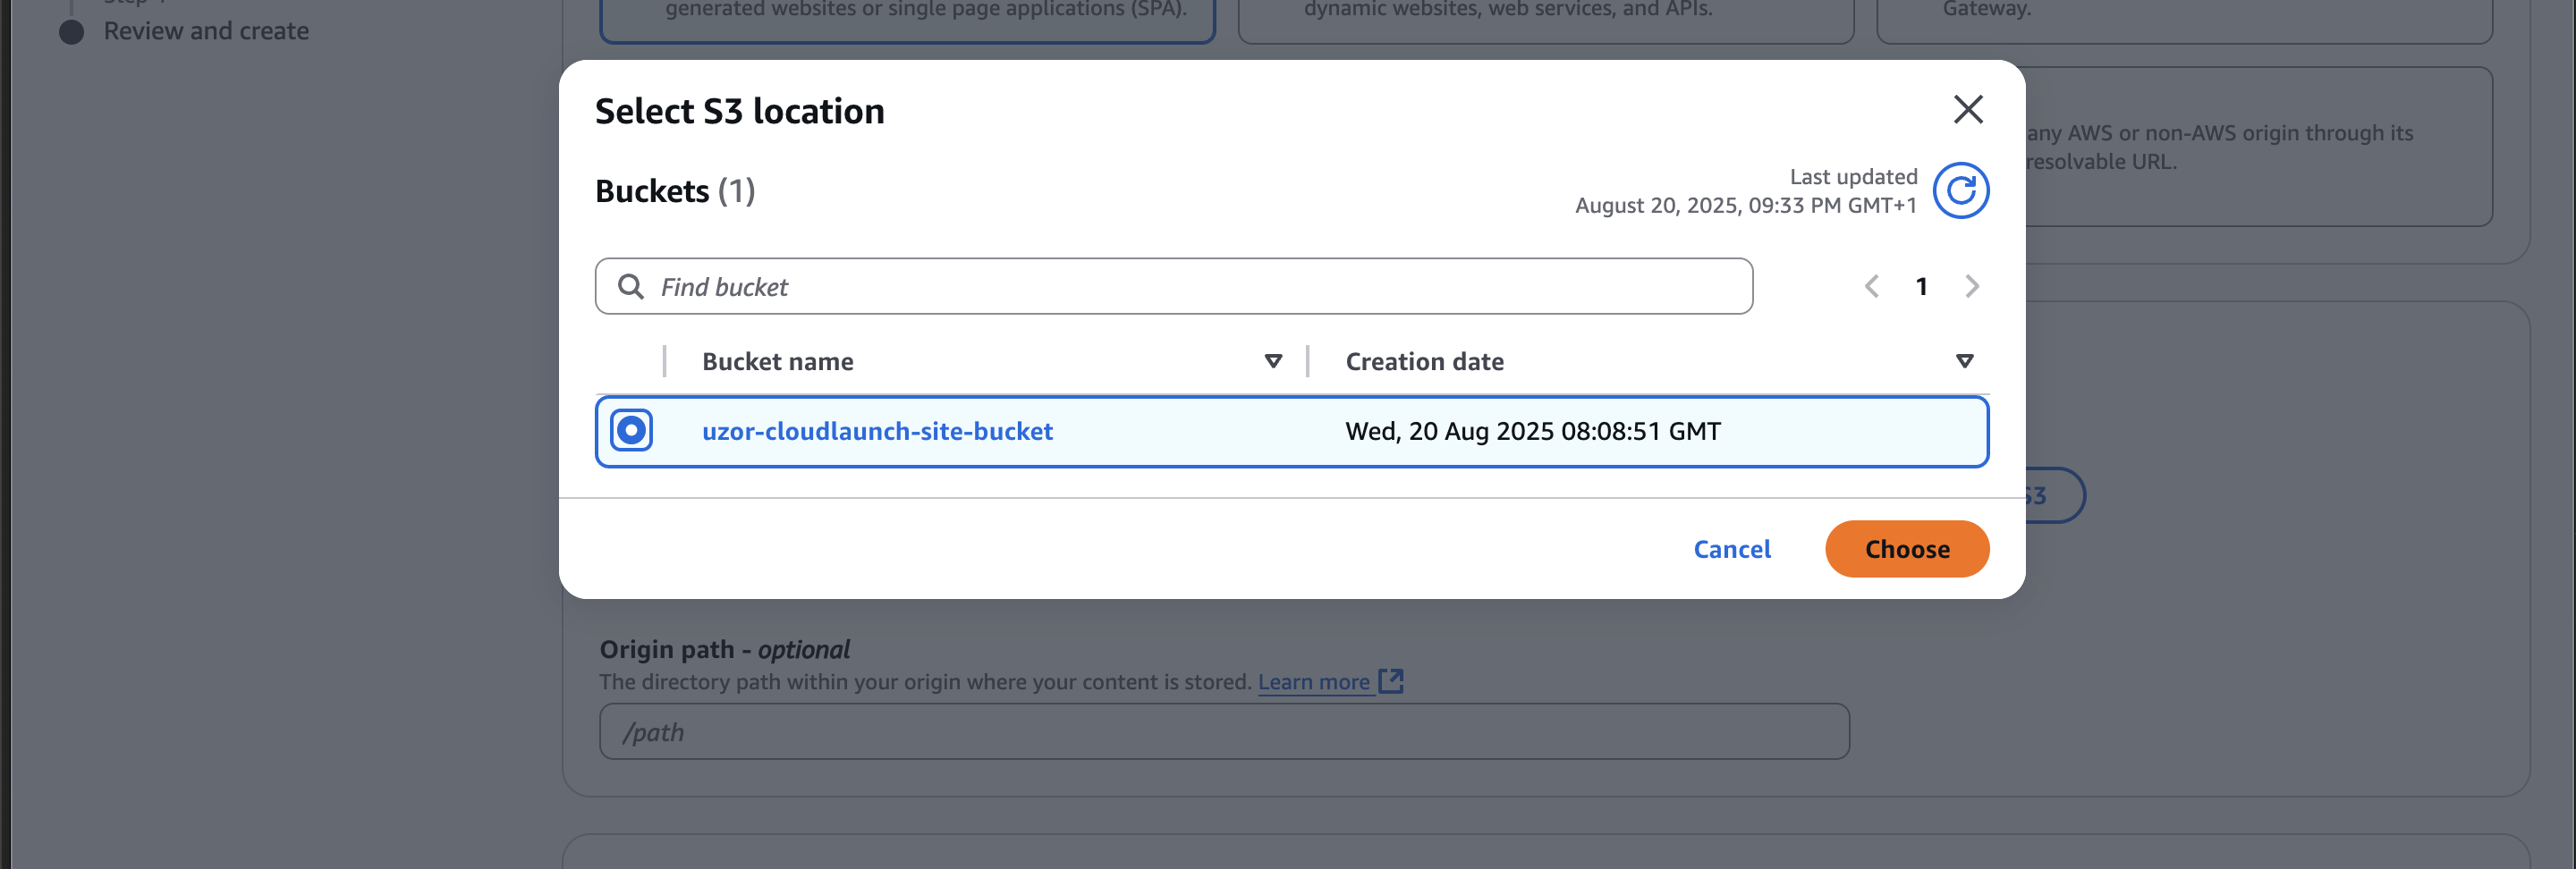 Review and create
generated websites or single page applications (SPA).
dynamic websites, web services, and APIs.
Gateway.
Select S3 location
Buckets (1)
Last updated
August 20, 2025, 09:33 PM GMT+1
any AWS or non-AWS origin through its
resolvable URL.
Find bucket
1
Bucket name
Creation date
uzor-cloudlaunch-site-bucket
Wed, 20 Aug 2025 08:08:51 GMT
S3
Cancel
Choose
Origin path - optional
The directory path within your origin where your content is stored. Learn more
/path